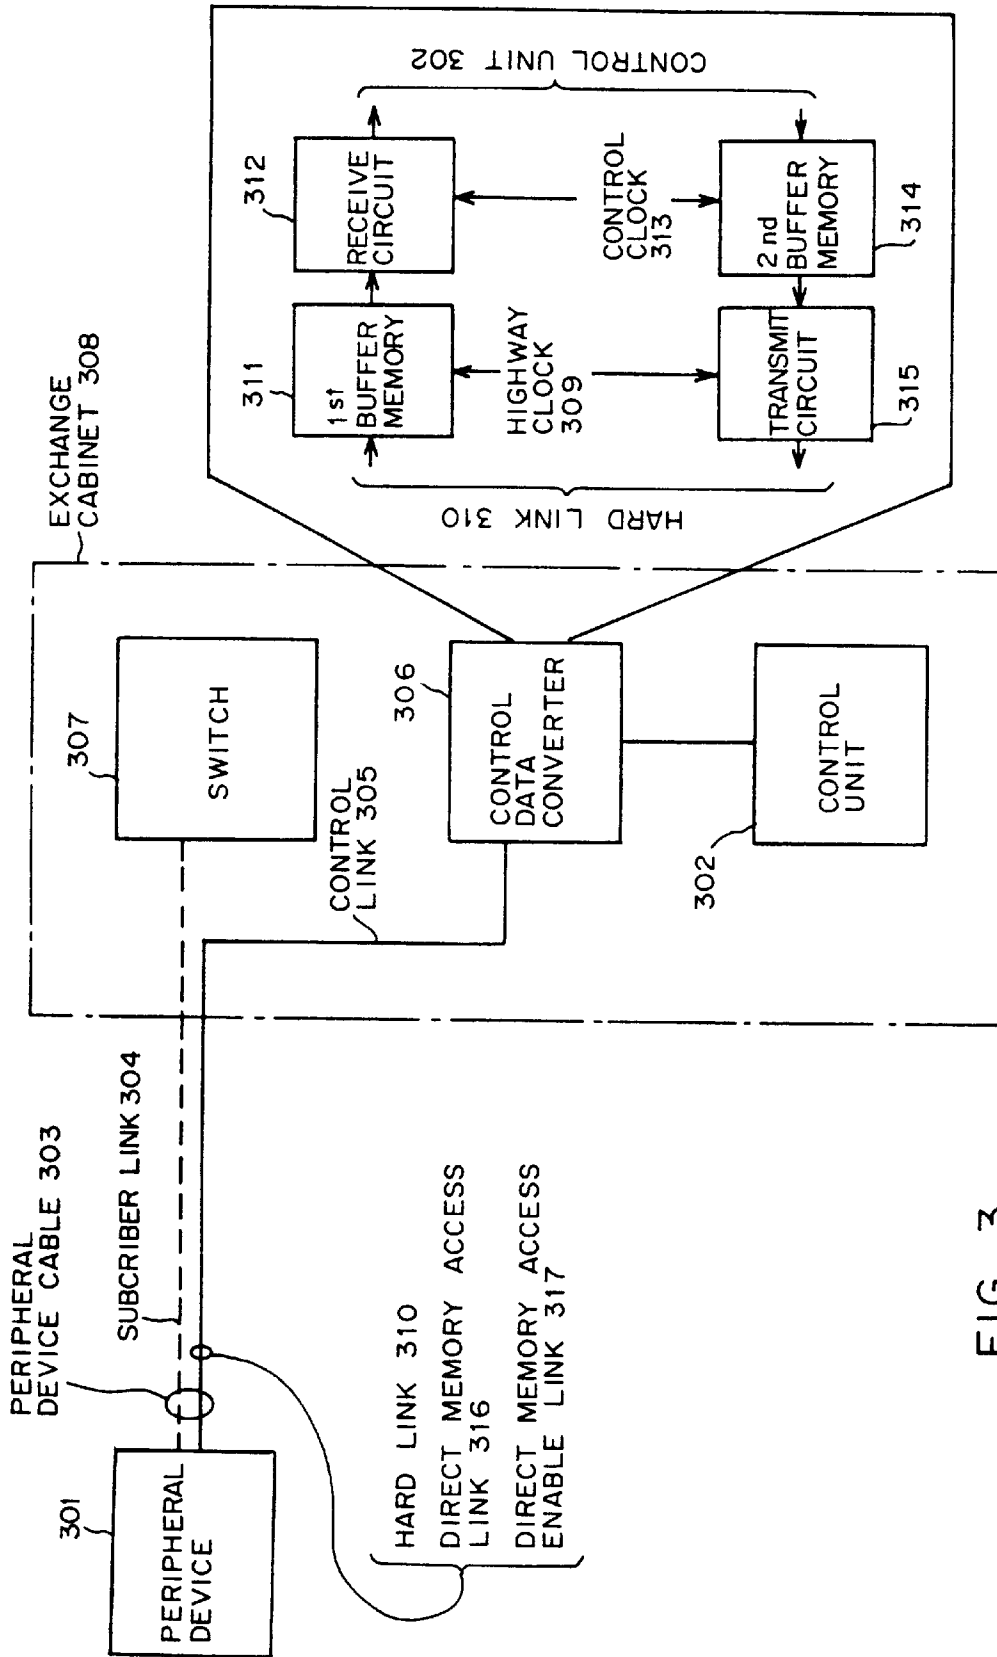 PERIPHERAL
DEVICE CABLE 303
301
PERIPHERAL
DEVICE
SUBCRIBER LINK 304
HARD LINK 310
DIRECT MEMORY ACCESS
LINK 316
DIRECT MEMORY ACCESS
ENABLE LINK 317
EXCHANGE
CABINET 308
307
SWITCH
CONTROL
LINK 305
306
CONTROL
DATA
CONVERTER
302
CONTROL
UNIT
311
1st
BUFFER
MEMORY
312
RECEIVE
CIRCUIT
HIGHWAY
CLOCK
309
CONTROL
CLOCK
313
TRANSMIT
CIRCUIT
315
2nd
BUFFER
MEMORY
314
HARD LINK 310
CONTROL UNIT 302
FIG. 3